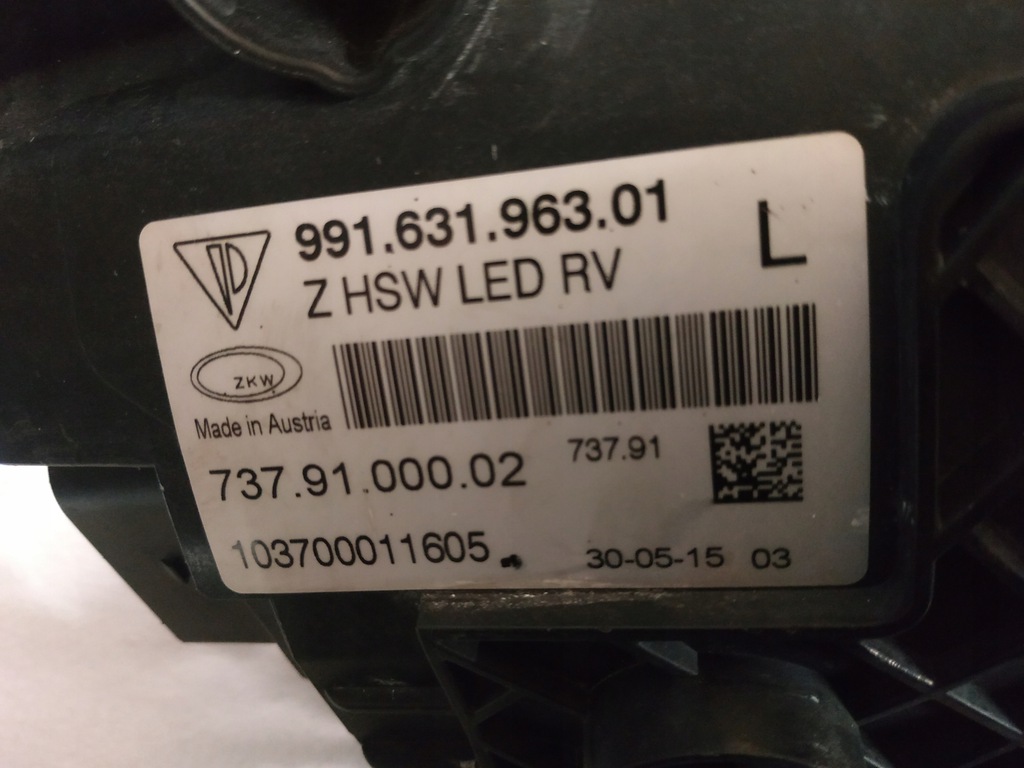 991.631.963.01
L
Z HSW LED RV
ZKW
Made in Austria
737.91
737.91.000.02
103700011605
30-05-15 03